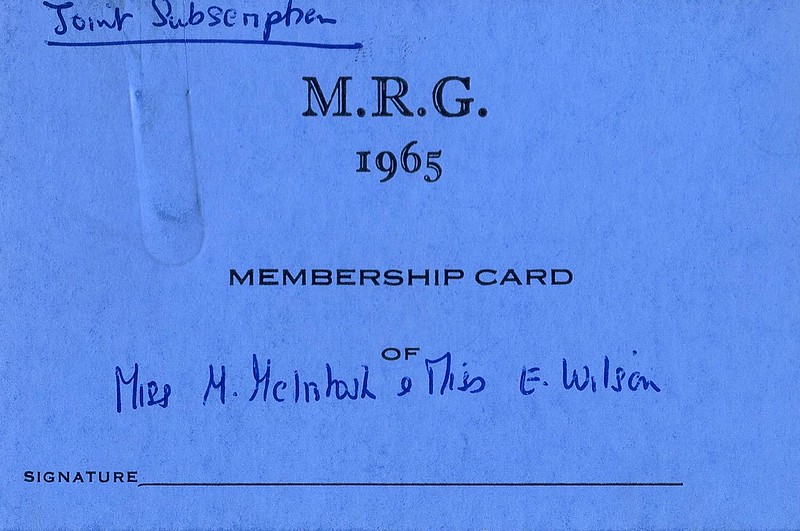 Joint Subscription
M.R.G.
1965
MEMBERSHIP CARD
OF
Miss M. McIntosh & Miss E. Wilson
SIGNATURE